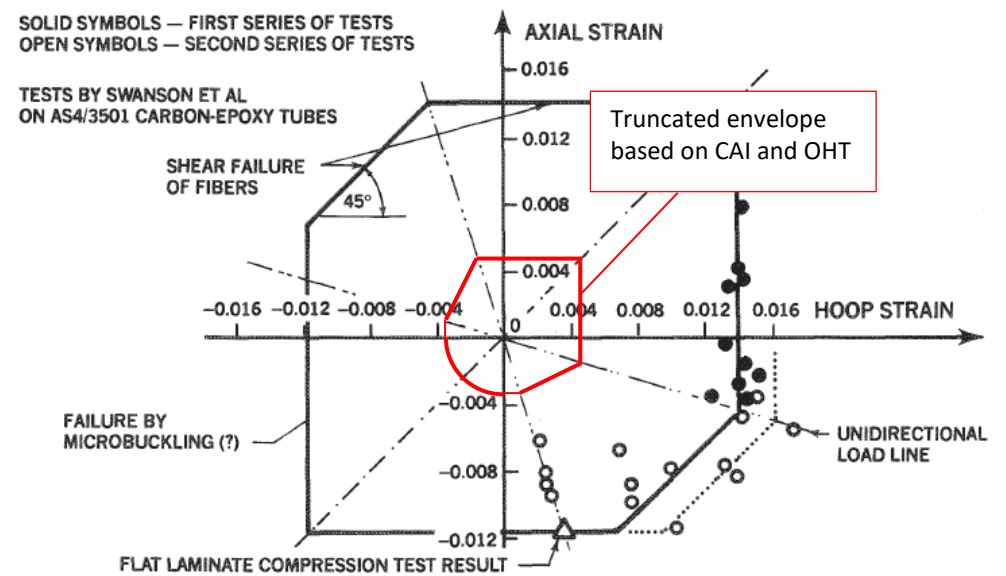 SOLID SYMBOLS — FIRST SERIES OF TESTS
OPEN SYMBOLS — SECOND SERIES OF TESTS
TESTS BY SWANSON ET AL
ON AS4/3501 CARBON-EPOXY TUBES
SHEAR FAILURE
OF FIBERS
45°
AXIAL STRAIN
0.016
0.012
0.008
0.004
Truncated envelope
based on CAI and OHT
−0.016 −0.012 −0.008 −0.004 0 0.004 0.008 0.012 0.016
HOOP STRAIN
−0.004
−0.008
−0.012
FAILURE BY
MICROBUCKLING (?)
UNIDIRECTIONAL
LOAD LINE
FLAT LAMINATE COMPRESSION TEST RESULT